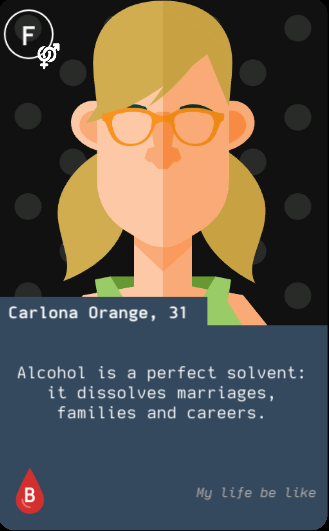 F
Carlona Orange, 31
Alcohol is a perfect solvent:
it dissolves marriages,
families and careers.
B
My life be like